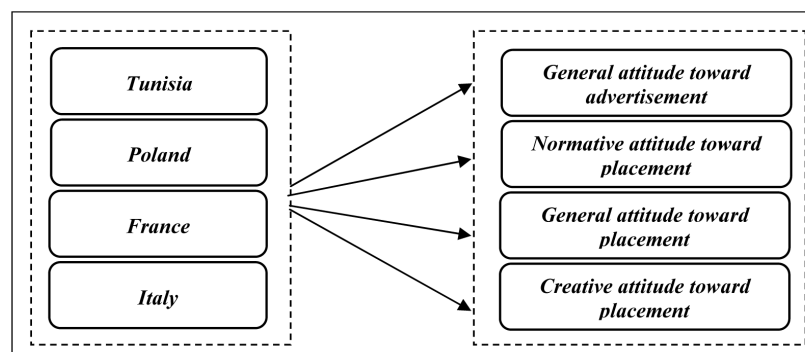 Tunisia
Poland
France
Italy
General attitude toward
advertisement
Normative attitude toward
placement
General attitude toward
placement
Creative attitude toward
placement